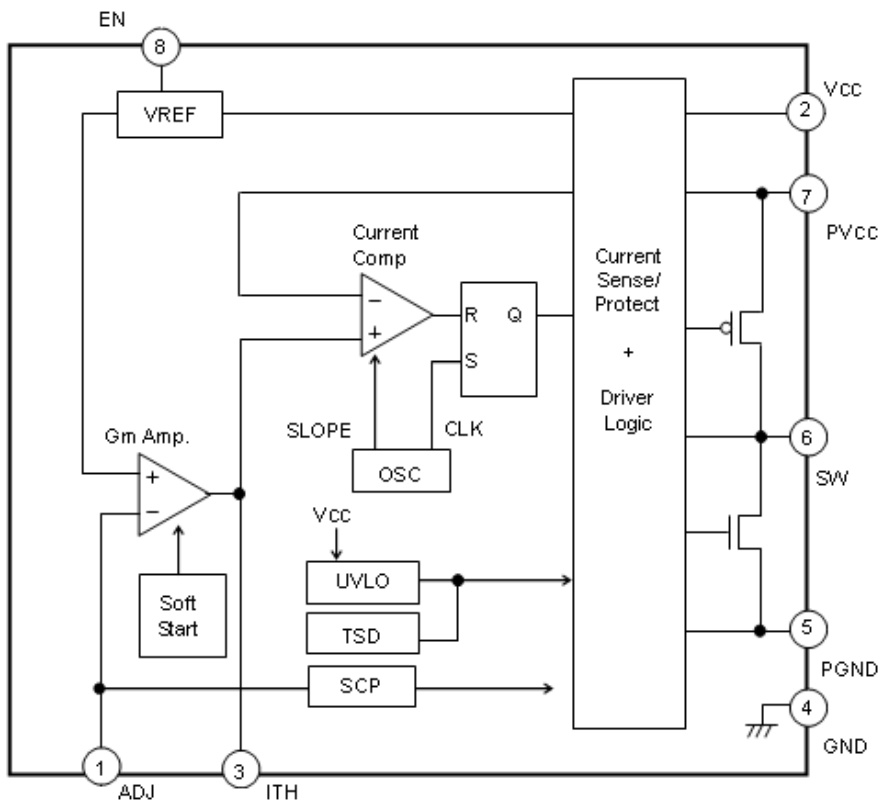 EN
8
VREF
VCC
2
7
PVCC
Current
Comp
−
+
R Q
S
Current
Sense/
Protect
+
Driver
Logic
SLOPE
CLK
OSC
6
SW
Gm Amp.
+
−
VCC
UVLO
TSD
SCP
Soft
Start
5
PGND
4
GND
1
ADJ
3
ITH